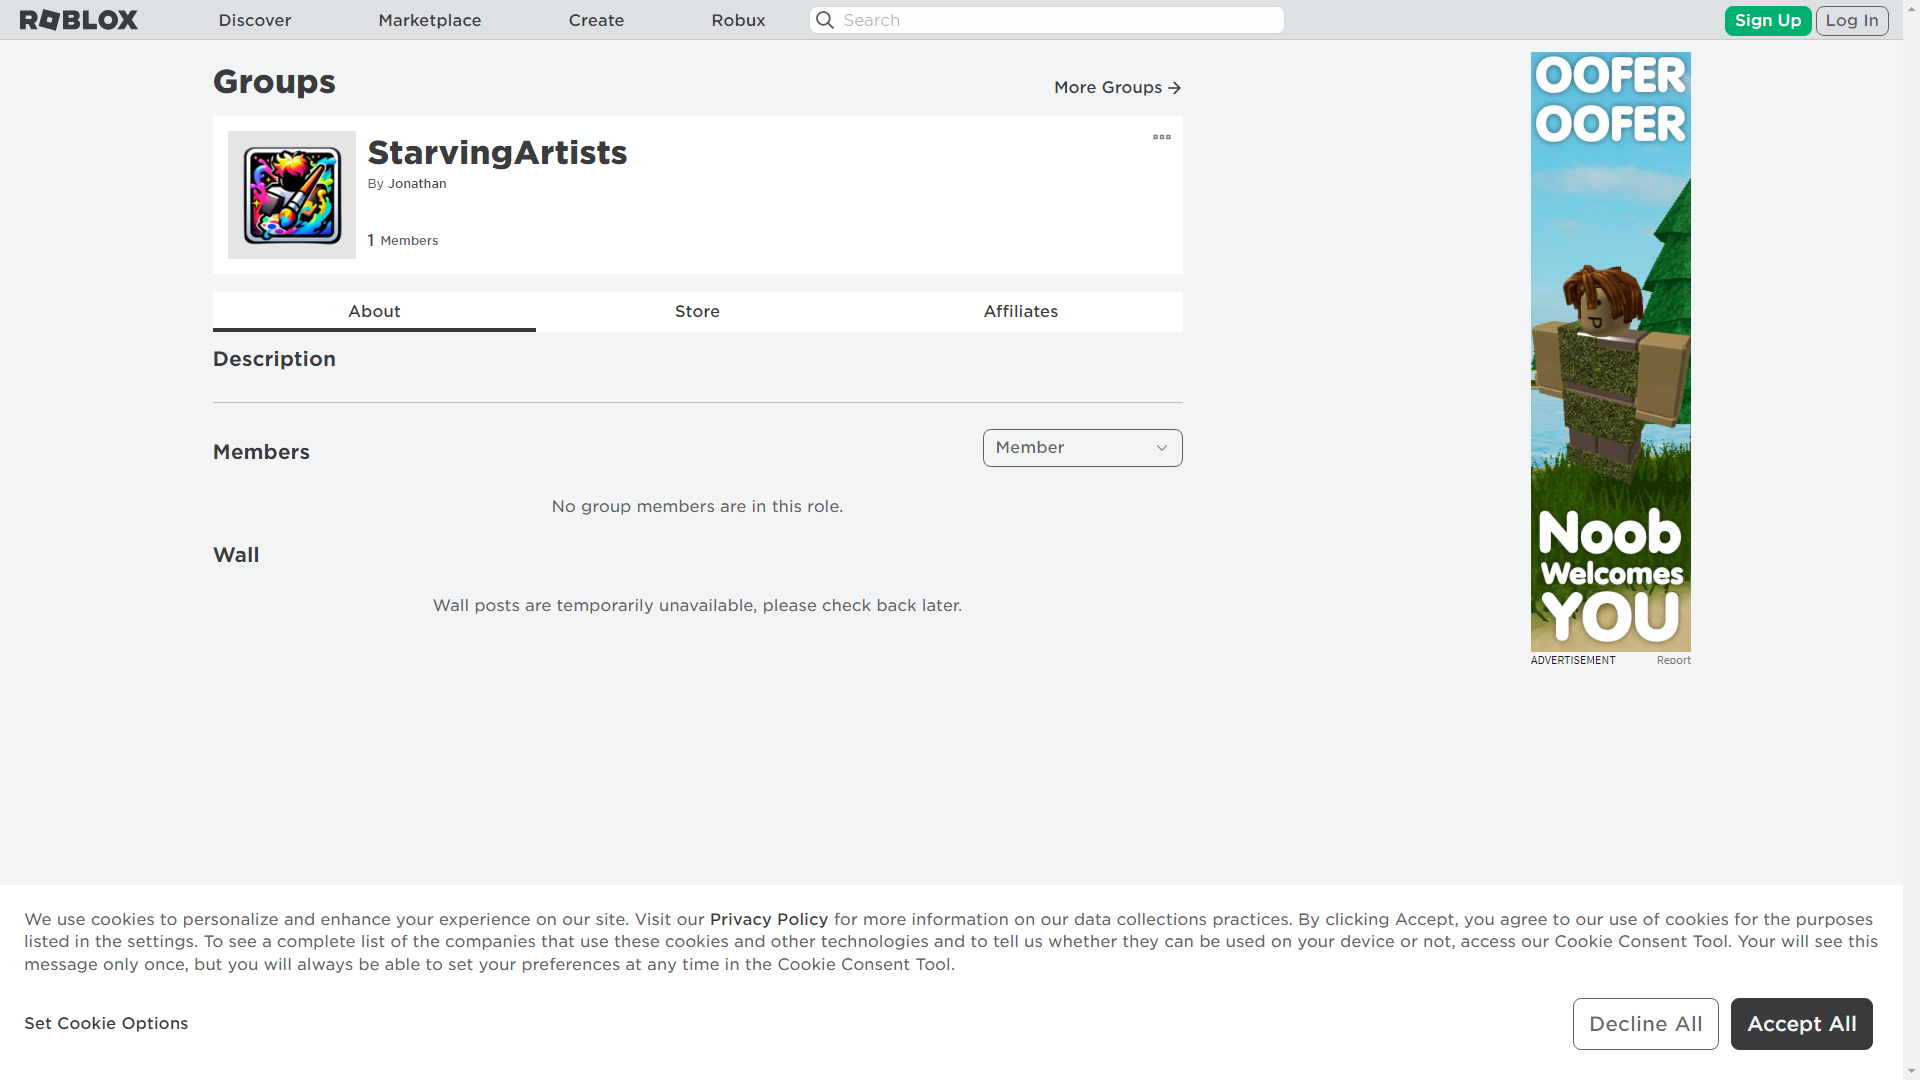 ROBLOX
Discover
Marketplace
Create
Robux
Search
Sign Up
Log In
Groups
More Groups
StarvingArtists
By Jonathan
1 Members
About
Store
Affiliates
Description
Members
Member
No group members are in this role.
Wall
Wall posts are temporarily unavailable, please check back later.
OOFER
OOFER
Noob
Welcomes
YOU
ADVERTISEMENT
Report
We use cookies to personalize and enhance your experience on our site. Visit our Privacy Policy for more information on our data collections practices. By clicking Accept, you agree to our use of cookies for the purposes
listed in the settings. To see a complete list of the companies that use these cookies and other technologies and to tell us whether they can be used on your device or not, access our Cookie Consent Tool. Your will see this
message only once, but you will always be able to set your preferences at any time in the Cookie Consent Tool.
Set Cookie Options
Decline All
Accept All